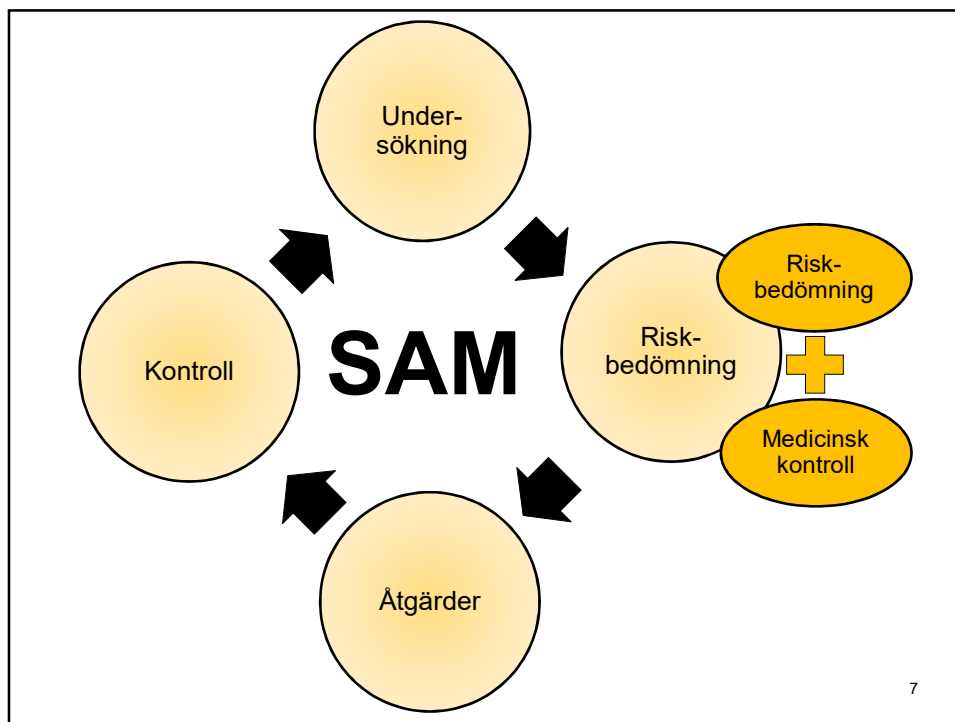 Under-
sökning
Risk-
bedömning
Risk-
bedömning
Medicinsk
kontroll
Åtgärder
Kontroll
SAM
7